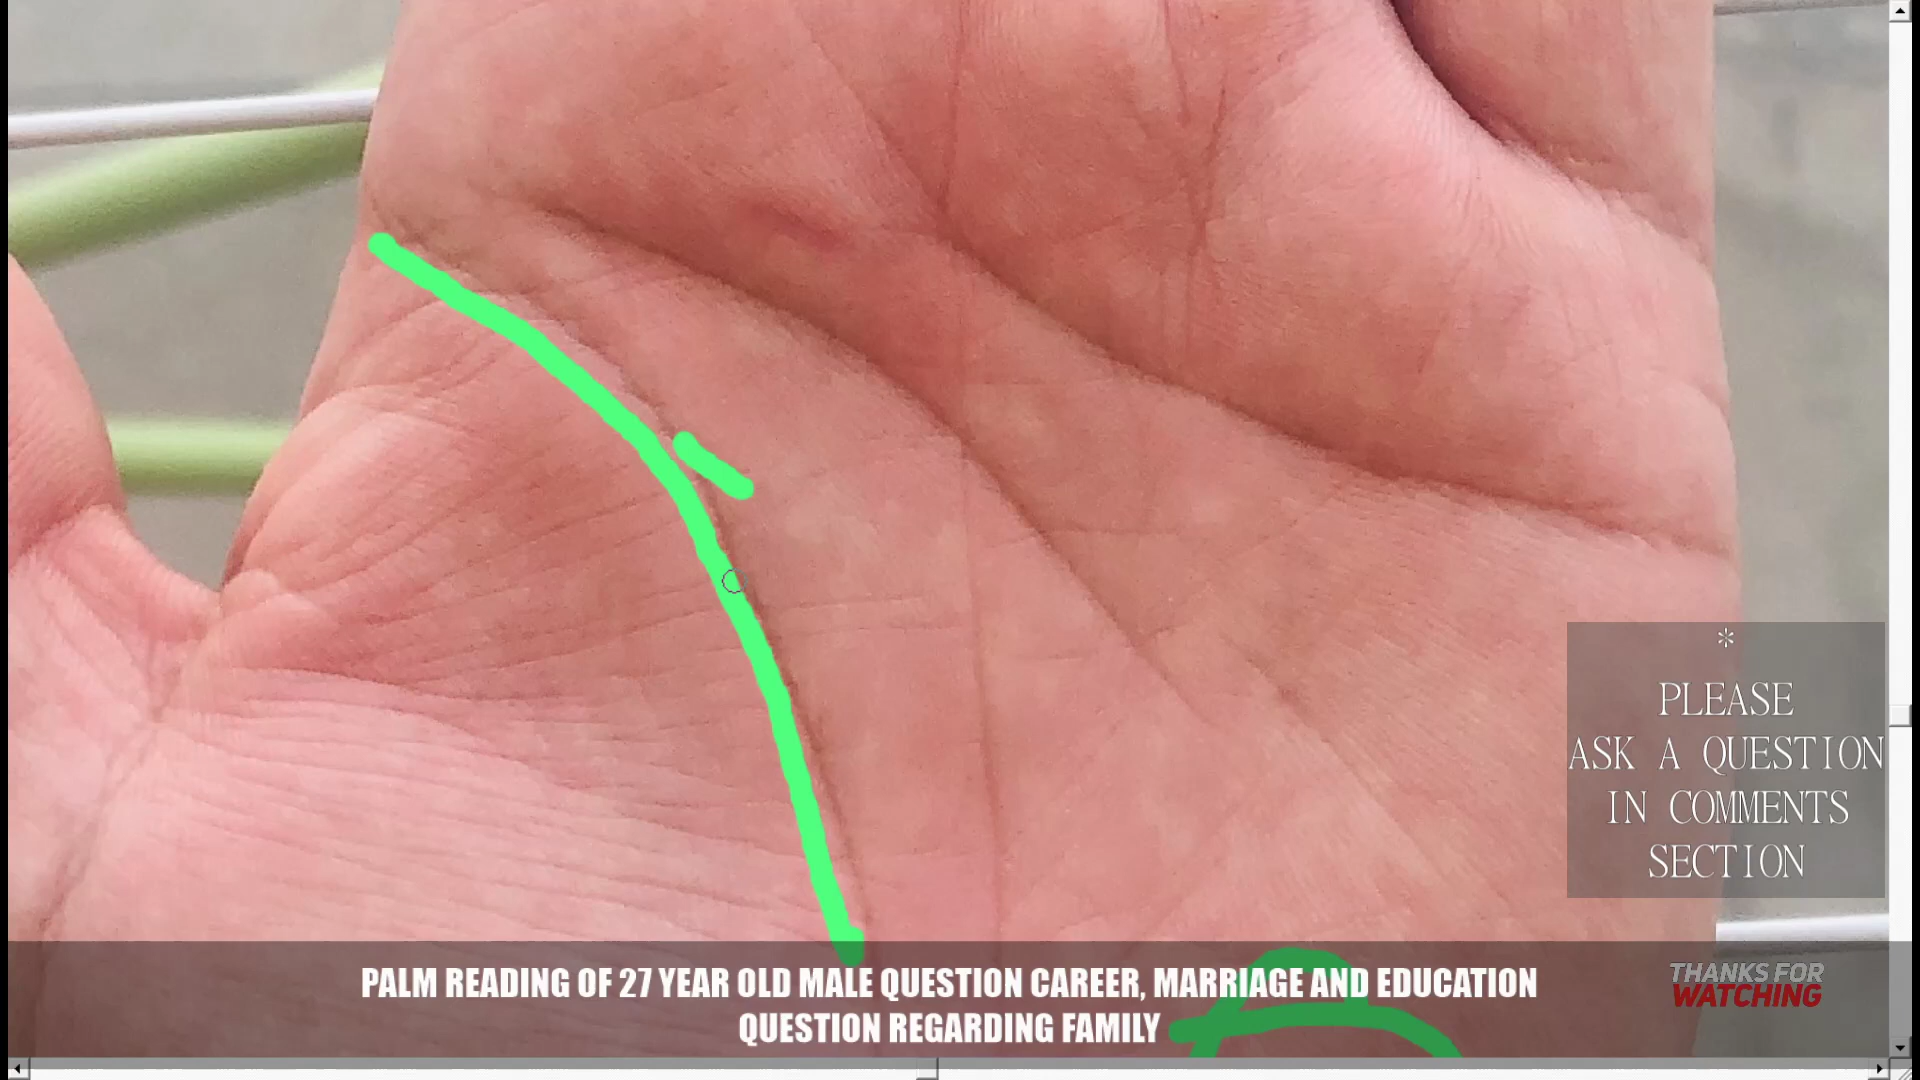 *
PLEASE
ASK A QUESTION
IN COMMENTS
SECTION
PALM READING OF 27 YEAR OLD MALE QUESTION CAREER, MARRIAGE AND EDUCATION
QUESTION REGARDING FAMILY
THANKS FOR
WATCHING